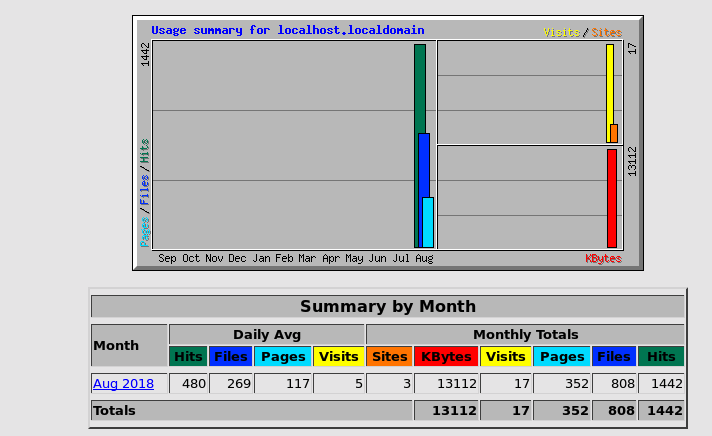 Usage summary for localhost.localdomain
Visits / Sites
1442
17
Pages / Files / Hits
13112
Sep Oct Nov Dec Jan Feb Mar Apr May Jun Jul Aug
KBytes
Summary by Month
Month Daily Avg Monthly Totals
Hits Files Pages Visits Sites KBytes Visits Pages Files Hits
Aug 2018 480 269 117 5 3 13112 17 352 808 1442
Totals 13112 17 352 808 1442